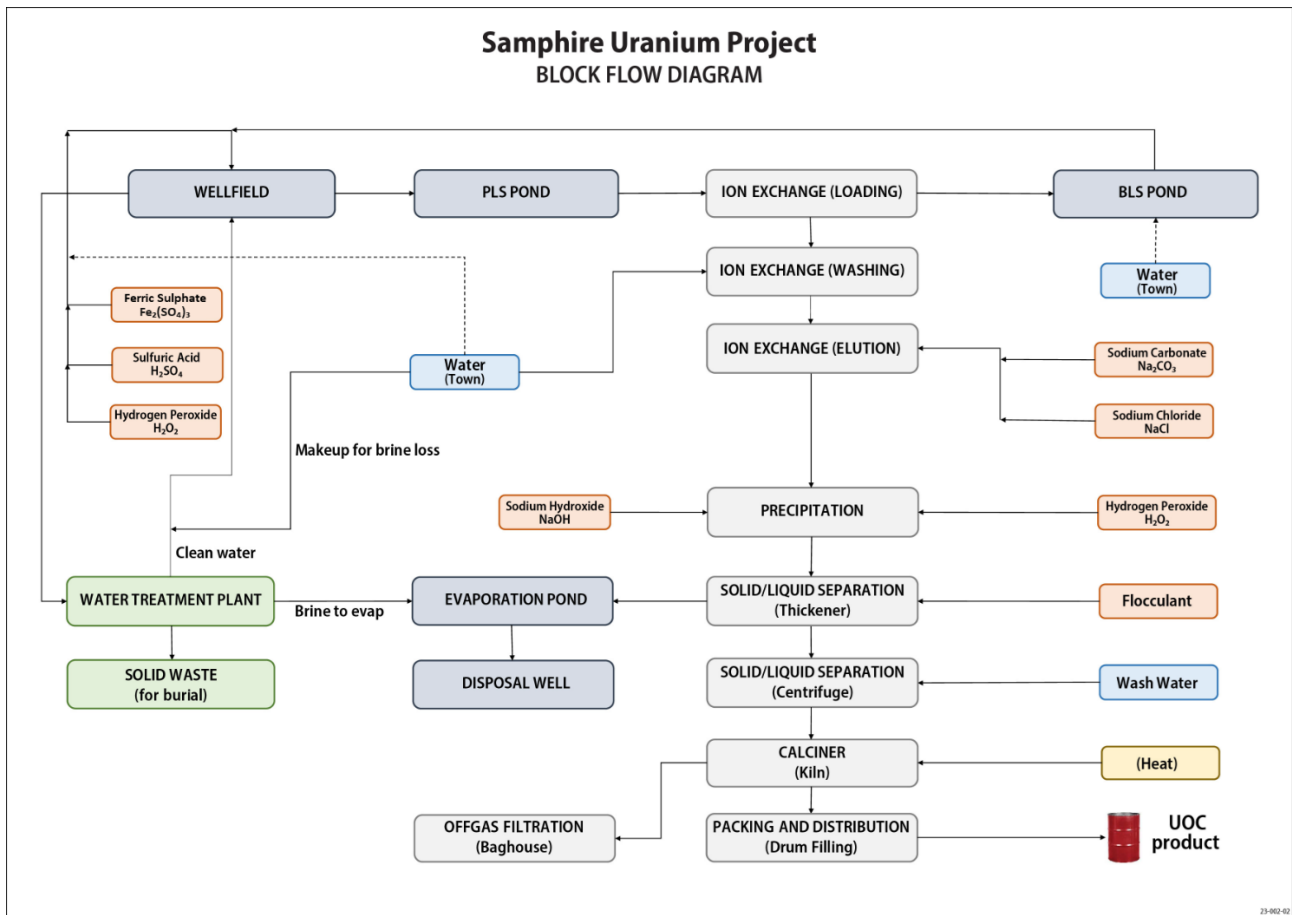 Samphire Uranium Project
BLOCK FLOW DIAGRAM
WELLFIELD
PLS POND
ION EXCHANGE (LOADING)
BLS POND
ION EXCHANGE (WASHING)
Water
(Town)
Ferric Sulphate
Fe₂(SO₄)₃
ION EXCHANGE (ELUTION)
Sulfuric Acid
H₂SO₄
Water
(Town)
Sodium Carbonate
Na₂CO₃
Hydrogen Peroxide
H₂O₂
Sodium Chloride
NaCl
Makeup for brine loss
Sodium Hydroxide
NaOH
PRECIPITATION
Hydrogen Peroxide
H₂O₂
Clean water
WATER TREATMENT PLANT
Brine to evap
EVAPORATION POND
SOLID/LIQUID SEPARATION
(Thickener)
Flocculant
SOLID WASTE
(for burial)
DISPOSAL WELL
SOLID/LIQUID SEPARATION
(Centrifuge)
Wash Water
CALCINER
(Kiln)
(Heat)
OFFGAS FILTRATION
(Baghouse)
PACKING AND DISTRIBUTION
(Drum Filling)
UOC
product
23-002-02